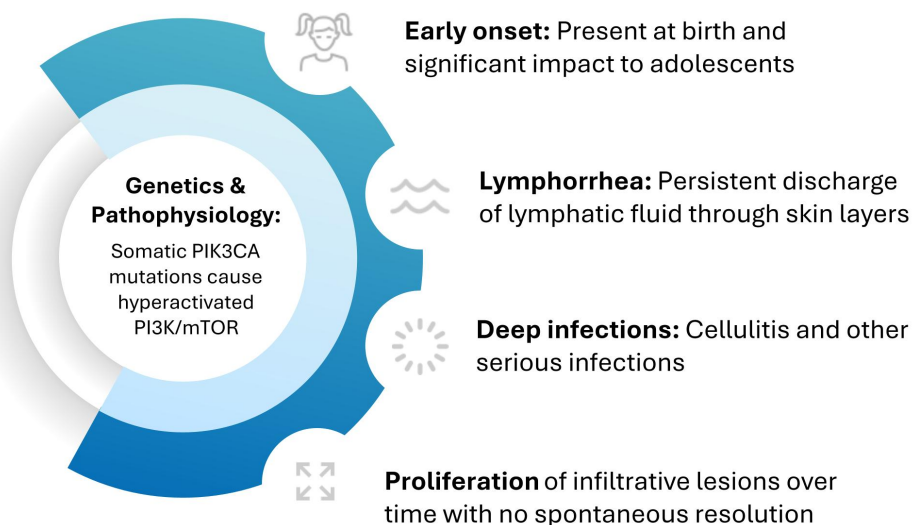 Early onset: Present at birth and
significant impact to adolescents
Genetics &
Pathophysiology:
Somatic PIK3CA
mutations cause
hyperactivated
PI3K/mTOR
Lymphorrhea: Persistent discharge
of lymphatic fluid through skin layers
Deep infections: Cellulitis and other
serious infections
Proliferation of infiltrative lesions over
time with no spontaneous resolution